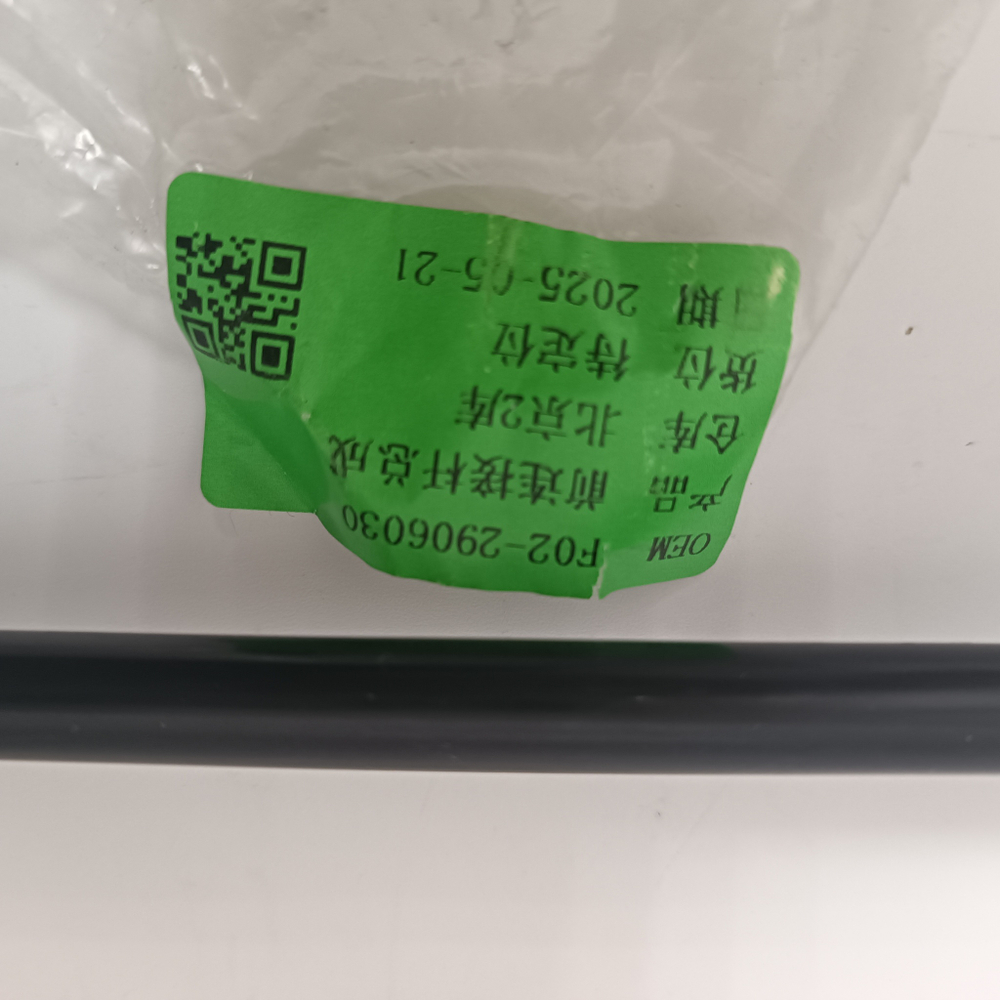 OEM F02-2906030
产品 前连接杆总成
仓库 北京2库
货位 待定位
日期 2025-05-21